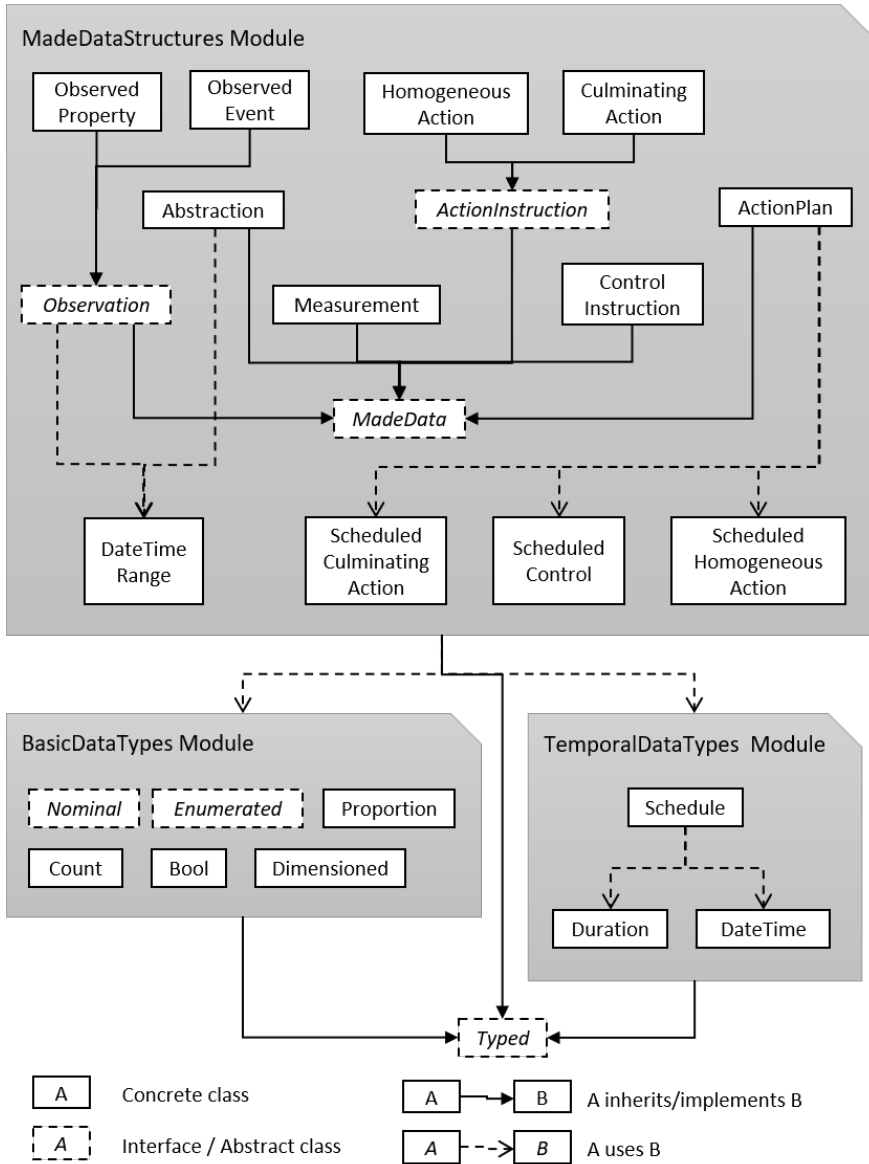 MadeDataStructures Module
Observed
Property
Observed
Event
Homogeneous
Action
Culminating
Action
Abstraction
ActionInstruction
ActionPlan
Observation
Measurement
Control
Instruction
MadeData
DateTime
Range
Scheduled
Culminating
Action
Scheduled
Control
Scheduled
Homogeneous
Action
BasicDataTypes Module
Nominal
Enumerated
Proportion
Count
Bool
Dimensioned
TemporalDataTypes Module
Schedule
Duration
DateTime
Typed
A
Concrete class
A
B
A inherits/implements B
A
Interface / Abstract class
A
B
A uses B